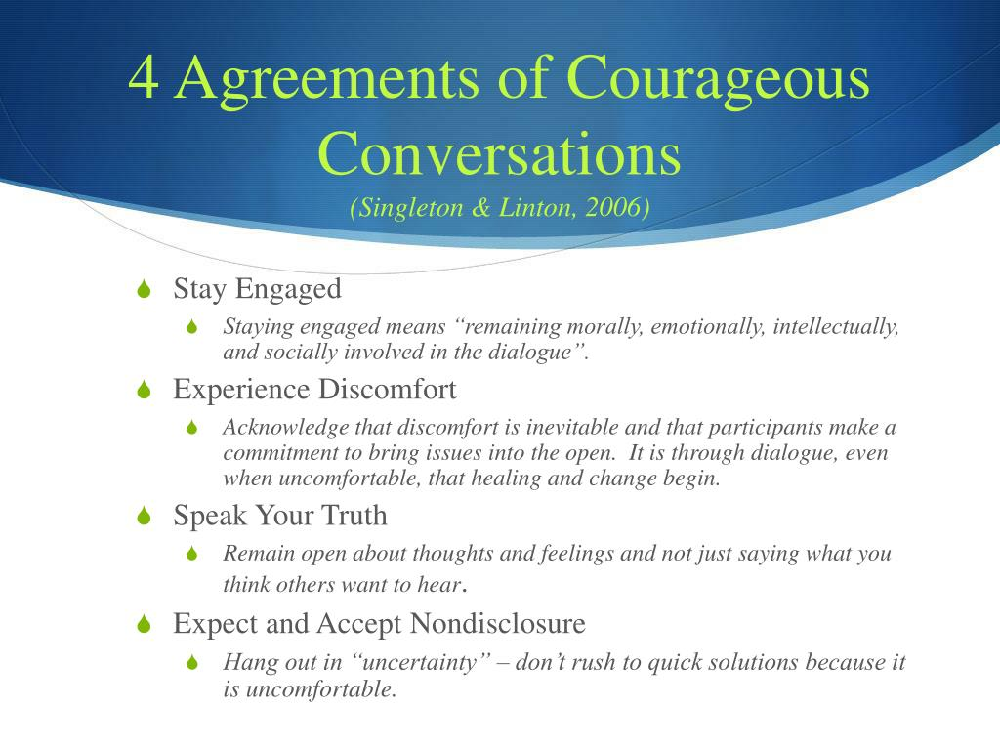 4 Agreements of Courageous
Conversations
(Singleton & Linton, 2006)
Stay Engaged
Staying engaged means “remaining morally, emotionally, intellectually,
and socially involved in the dialogue”.
Experience Discomfort
Acknowledge that discomfort is inevitable and that participants make a
commitment to bring issues into the open.  It is through dialogue, even
when uncomfortable, that healing and change begin.
Speak Your Truth
Remain open about thoughts and feelings and not just saying what you
think others want to hear.
Expect and Accept Nondisclosure
Hang out in “uncertainty” – don’t rush to quick solutions because it
is uncomfortable.